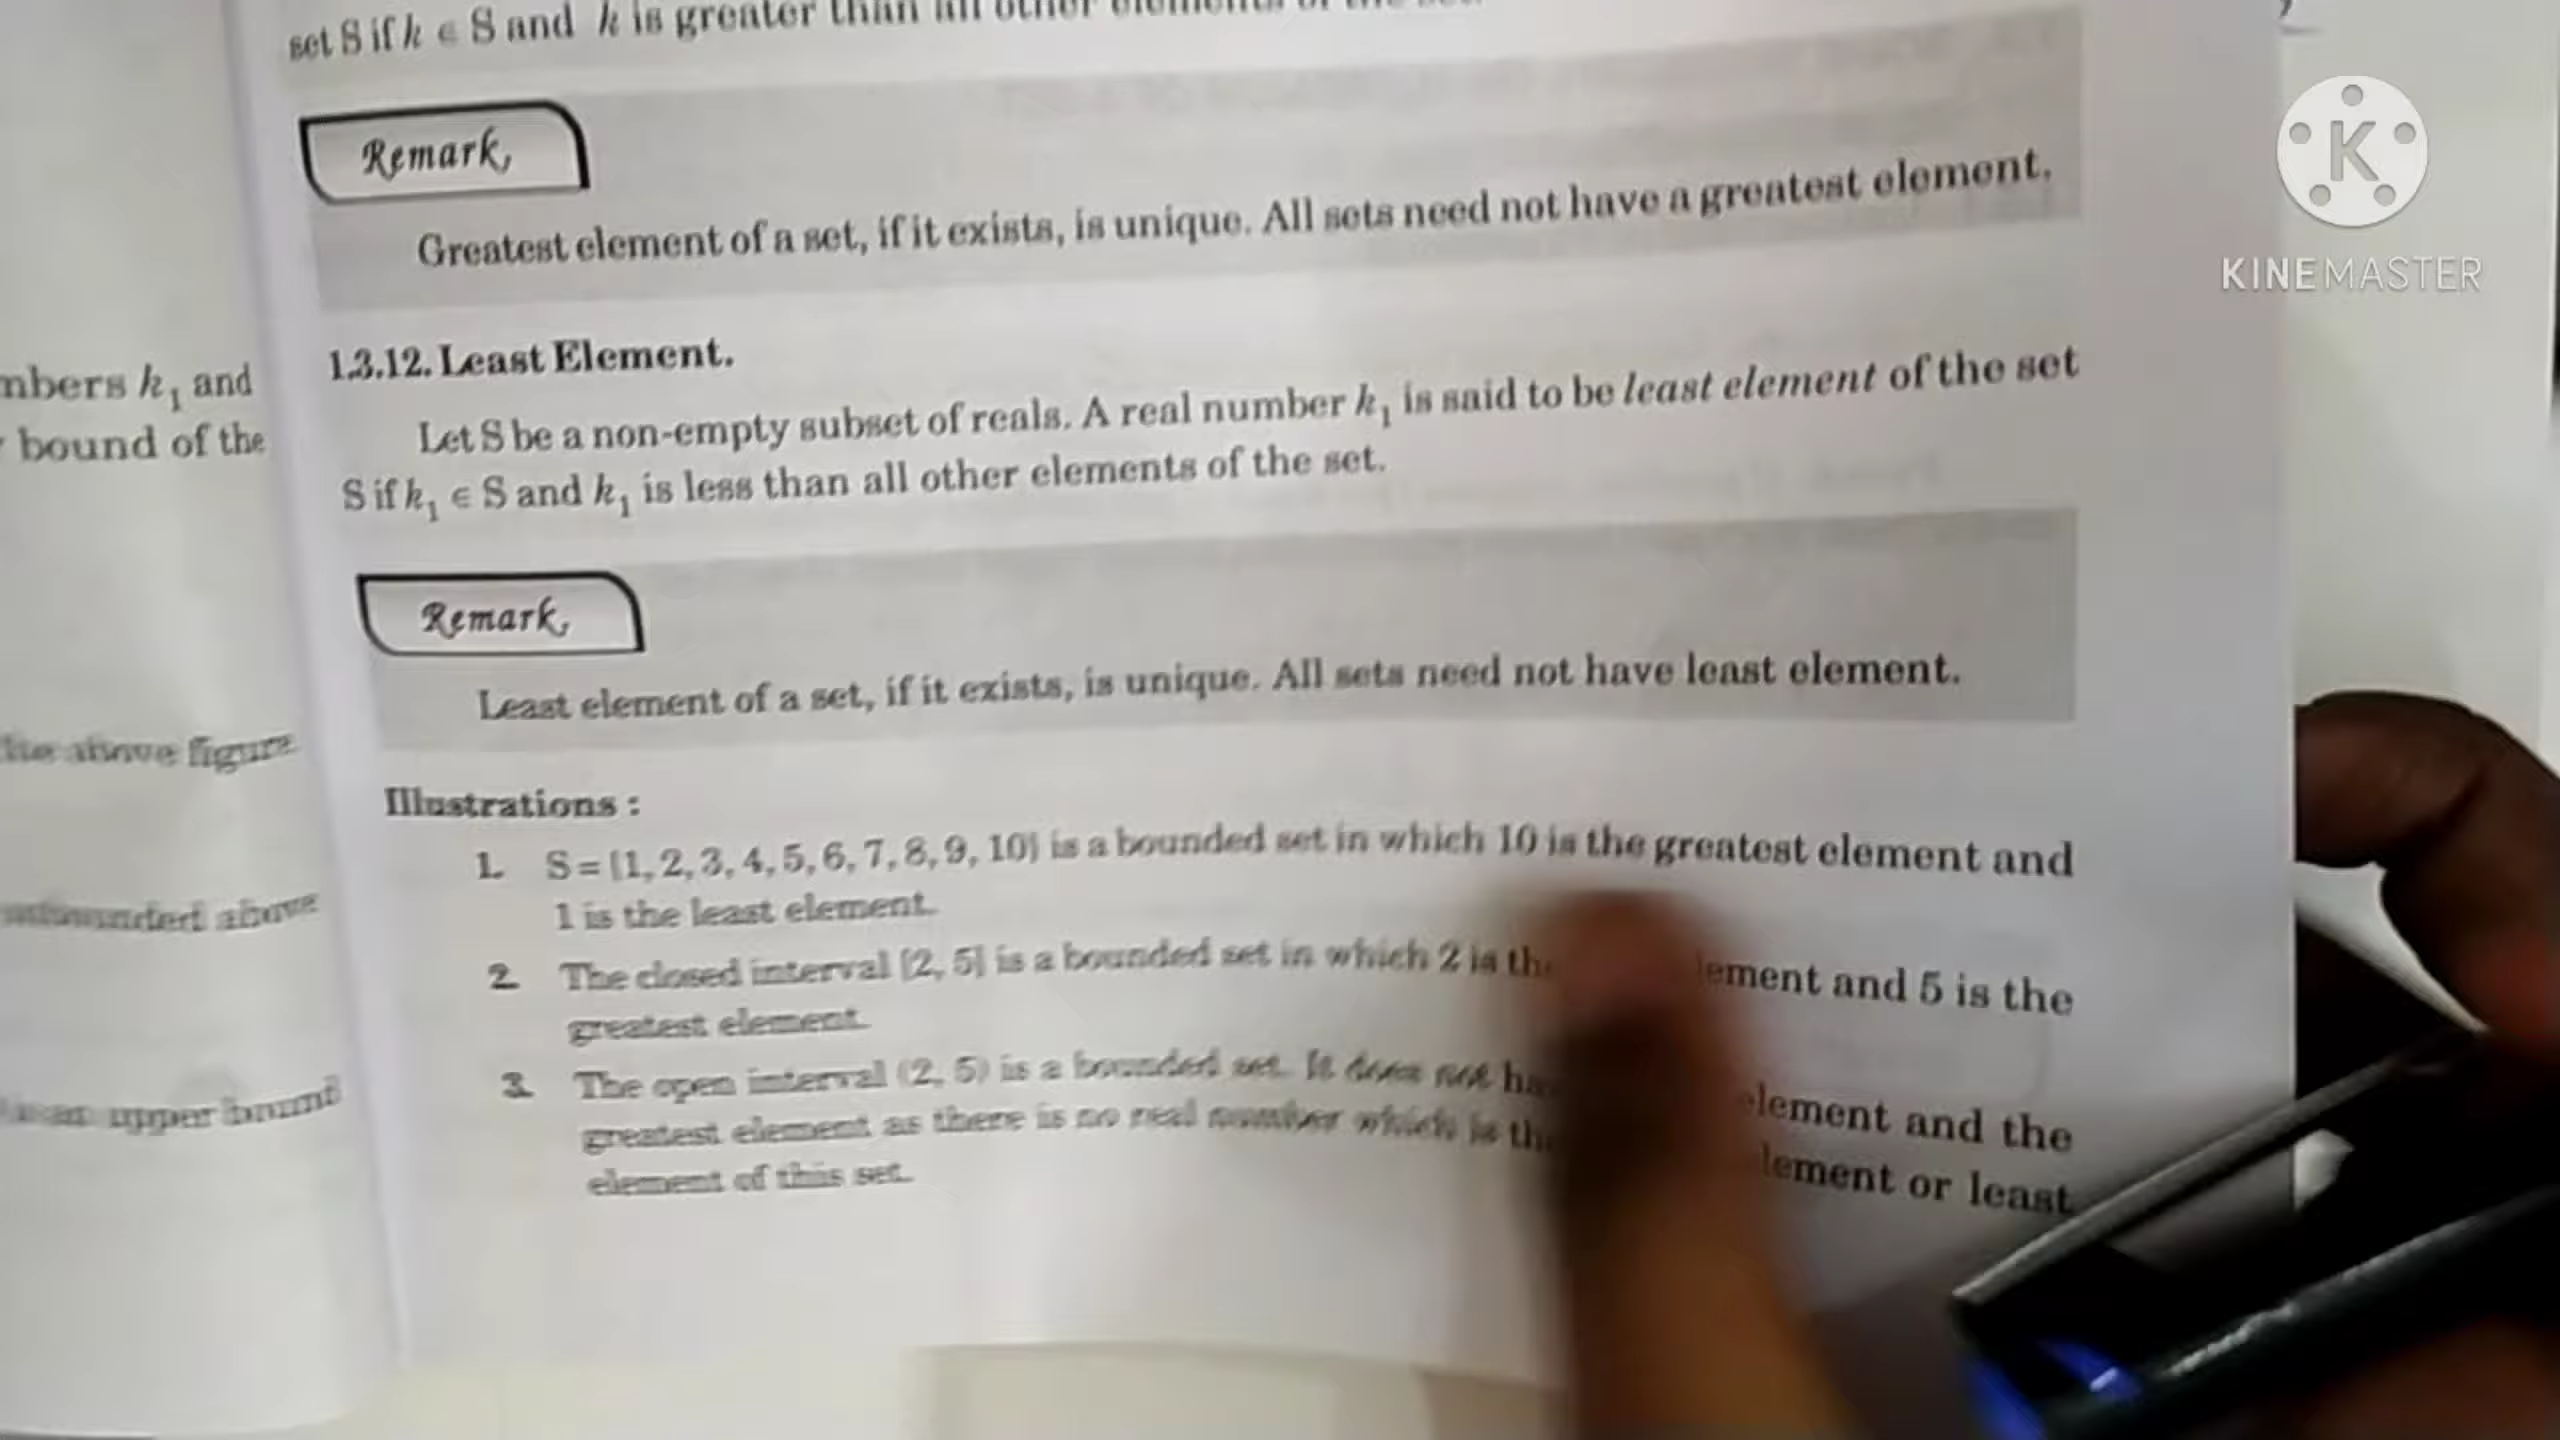 set S if k ∈ S and k is greater than all other elements of the set.
Remark,
Greatest element of a set, if it exists, is unique. All sets need not have a greatest element.
1.3.12. Least Element.
Let S be a non-empty subset of reals. A real number k₁ is said to be least element of the set
S if k₁ ∈ S and k₁ is less than all other elements of the set.
Remark,
Least element of a set, if it exists, is unique. All sets need not have least element.
Illustrations :
1. S = {1, 2, 3, 4, 5, 6, 7, 8, 9, 10} is a bounded set in which 10 is the greatest element and
1 is the least element.
2. The closed interval [2, 5] is a bounded set in which 2 is the ement and 5 is the
greatest element.
3. The open interval (2, 5) is a bounded set. It does not ha element and the
greatest element as there is no real number which is the lement or least
element of this set.
mbers k₁ and
bound of the
the above figure
unbounded above
is an upper bound
K
KINEMASTER